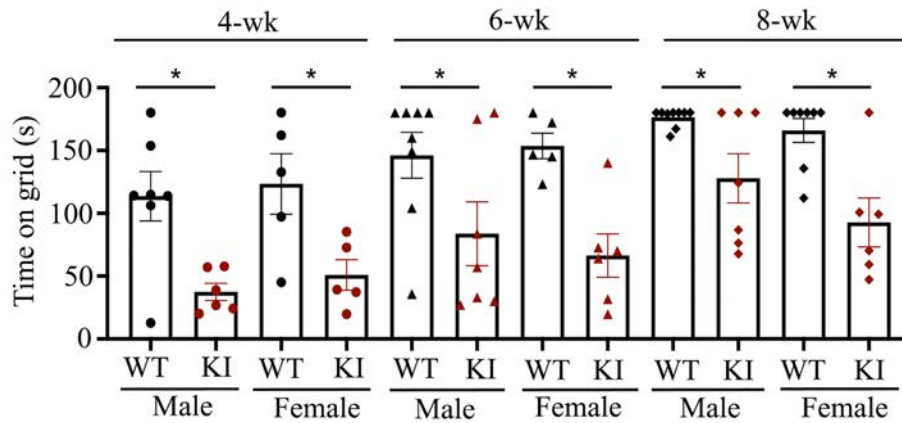 4-wk 6-wk 8-wk
* * * * * *
Time on grid (s)
200
150
100
50
0
WT KI WT KI WT KI WT KI WT KI WT KI
Male Female Male Female Male Female